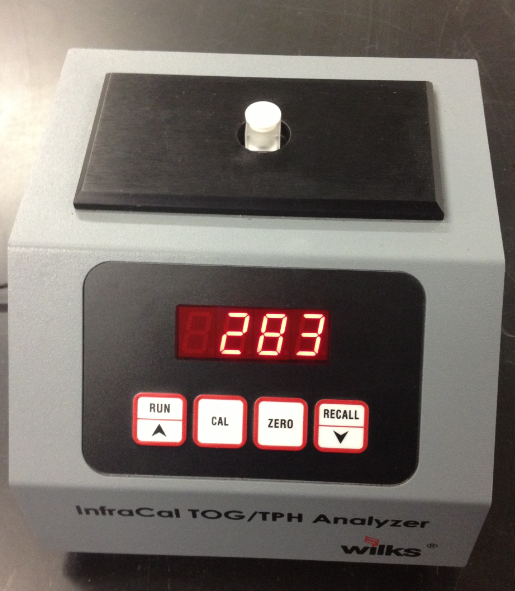 283
RUN
CAL
ZERO
RECALL
InfraCal TOG/TPH Analyzer
wilks ®